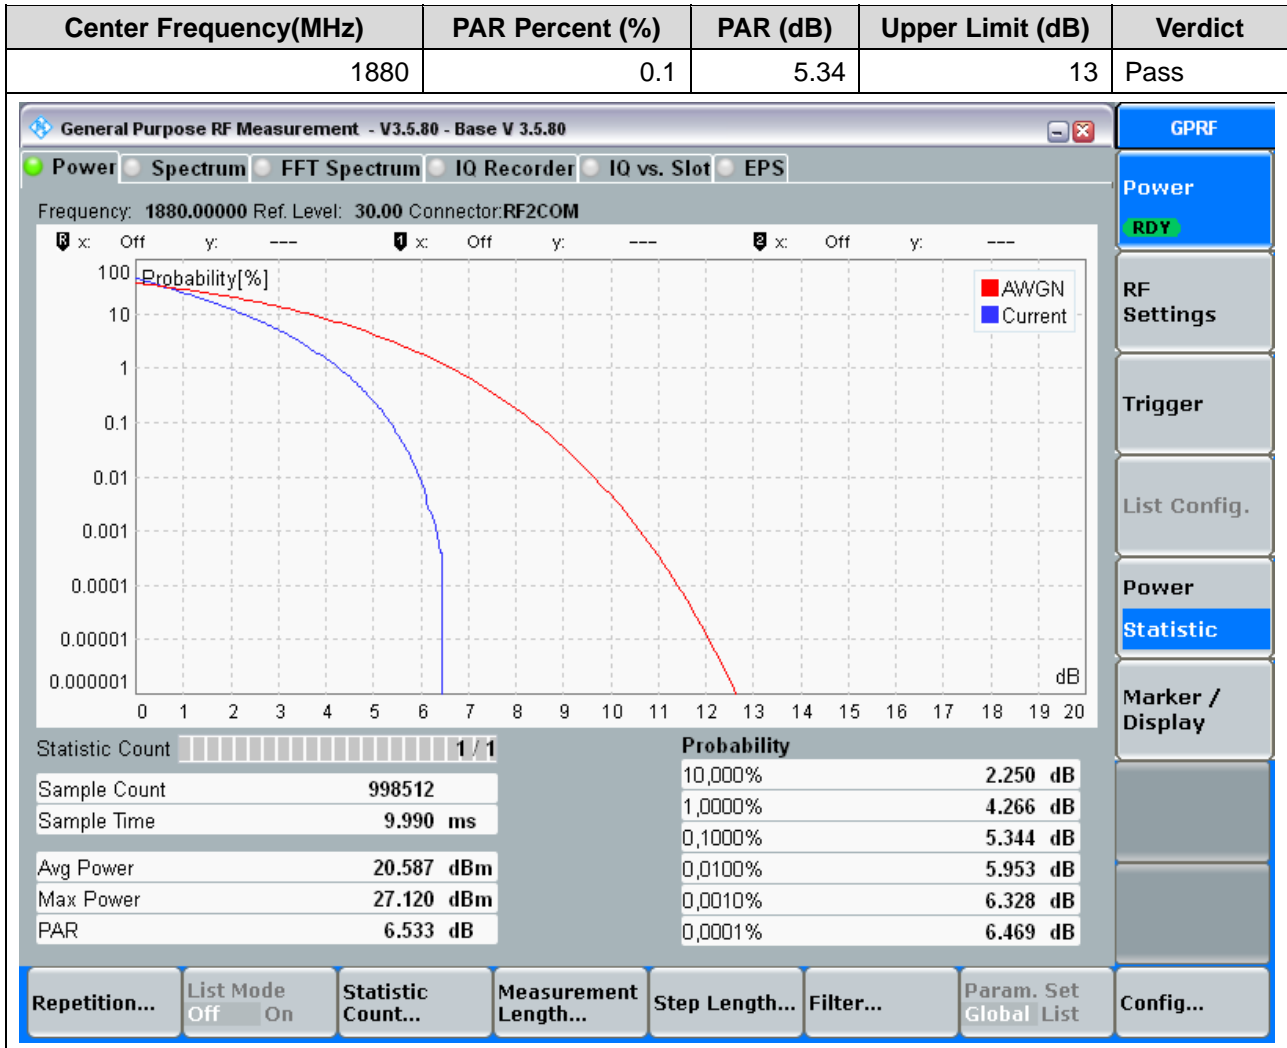 Center Frequency(MHz) PAR Percent (%) PAR (dB) Upper Limit (dB) Verdict
1880 0.1 5.34 13 Pass
General Purpose RF Measurement - V3.5.80 - Base V 3.5.80
GPRF
Power Spectrum FFT Spectrum IQ Recorder IQ vs. Slot EPS
Power
RDY
Frequency: 1880.00000 Ref. Level: 30.00 Connector:RF2COM
R x: Off y: --- 1 x: Off y: --- 2 x: Off y: ---
Probability[%]
AWGN
Current
100
10
1
0.1
0.01
0.001
0.0001
0.00001
0.000001
dB
0 1 2 3 4 5 6 7 8 9 10 11 12 13 14 15 16 17 18 19 20
RF
Settings
Trigger
List Config.
Power
Statistic
Marker /
Display
Statistic Count 1 / 1
Sample Count 998512
Sample Time 9.990 ms
Avg Power 20.587 dBm
Max Power 27.120 dBm
PAR 6.533 dB
Probability
10,000% 2.250 dB
1,0000% 4.266 dB
0,1000% 5.344 dB
0,0100% 5.953 dB
0,0010% 6.328 dB
0,0001% 6.469 dB
Repetition...
List Mode
Off On
Statistic
Count...
Measurement
Length...
Step Length...
Filter...
Param. Set
Global List
Config...